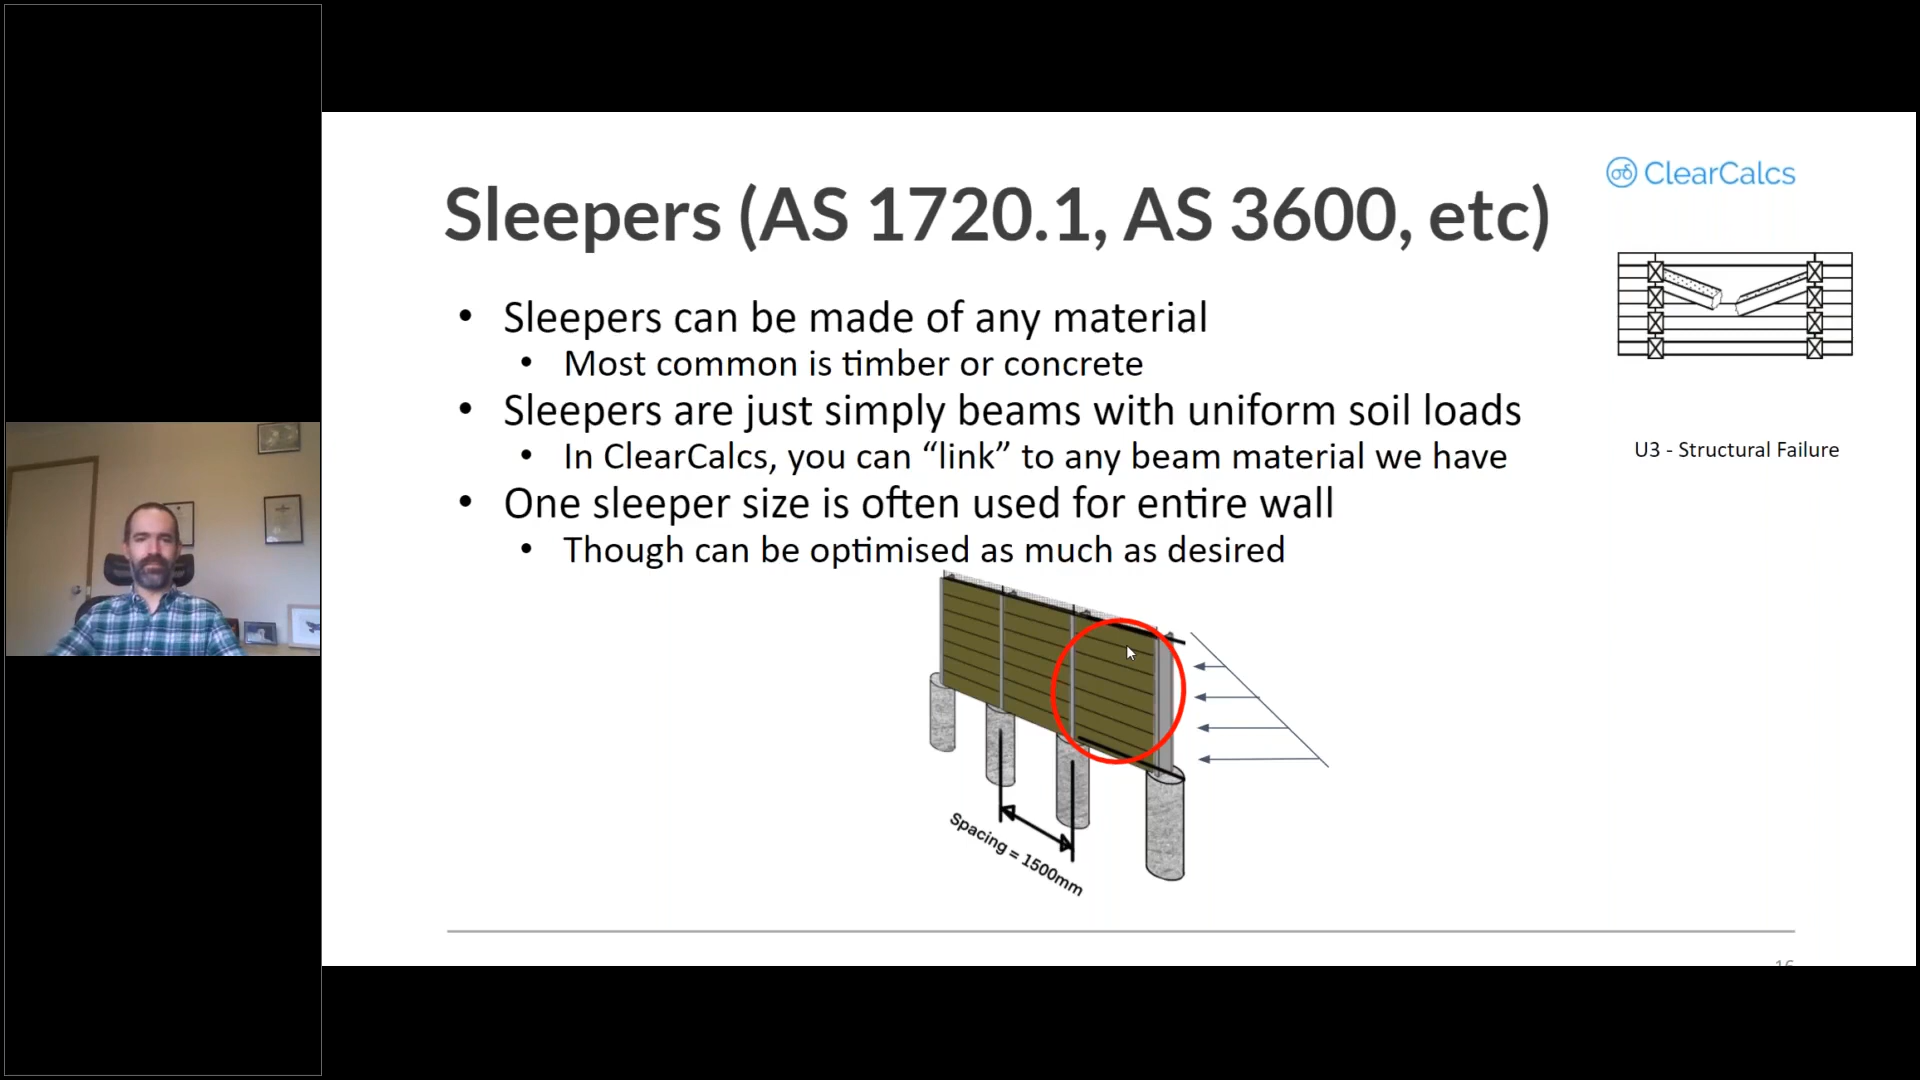 ClearCalcs
Sleepers (AS 1720.1, AS 3600, etc)
• Sleepers can be made of any material
• Most common is timber or concrete
• Sleepers are just simply beams with uniform soil loads
• In ClearCalcs, you can “link” to any beam material we have
• One sleeper size is often used for entire wall
• Though can be optimised as much as desired
U3 - Structural Failure
Spacing = 1500mm
16